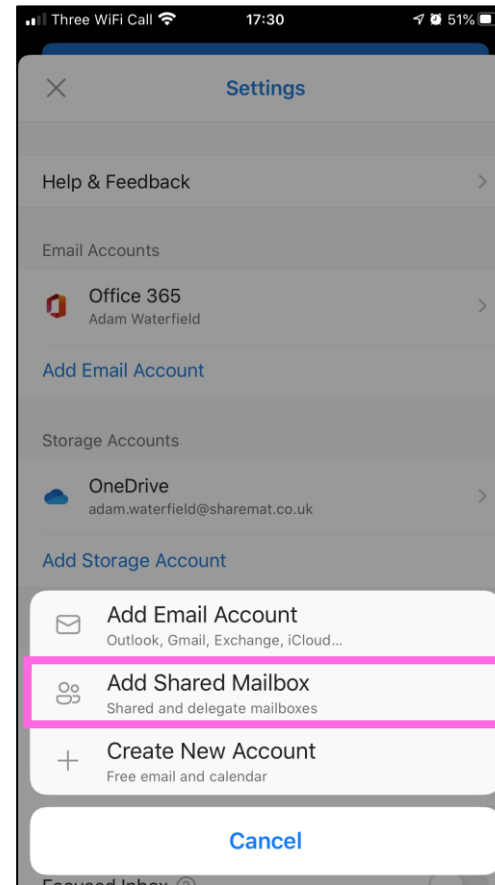 Three WiFi Call 17:30 51%
Settings
Help & Feedback
Email Accounts
Office 365
Adam Waterfield
Add Email Account
Storage Accounts
OneDrive
adam.waterfield@sharemat.co.uk
Add Storage Account
Add Email Account
Outlook, Gmail, Exchange, iCloud...
Add Shared Mailbox
Shared and delegate mailboxes
Create New Account
Free email and calendar
Cancel
Focused Inbox